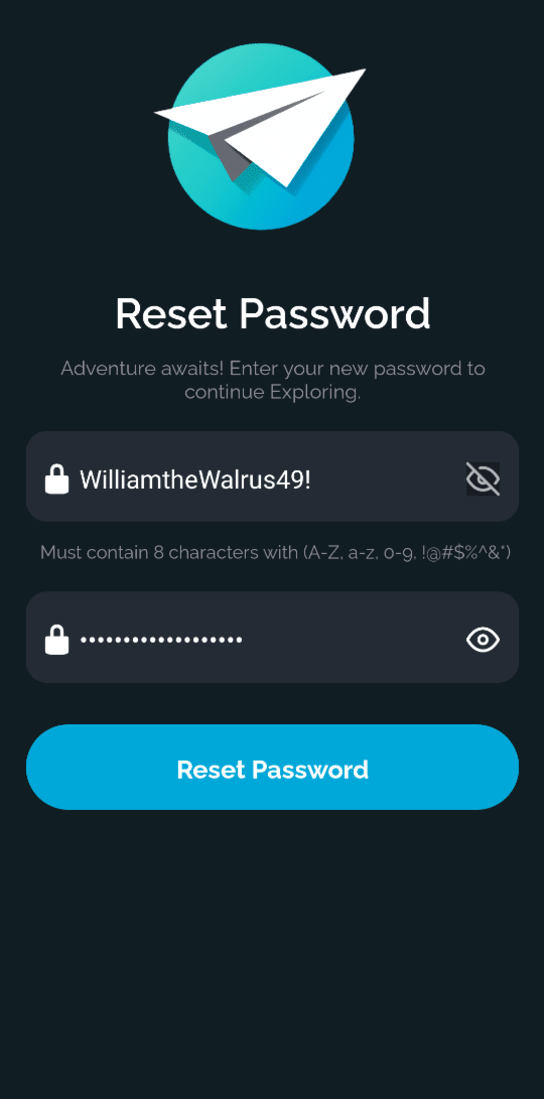 Reset Password
Adventure awaits! Enter your new password to
continue Exploring.
WilliamtheWalrus49!
Must contain 8 characters with (A-Z, a-z, 0-9, !@#$%^&*)
•••••••••••••••••••
Reset Password